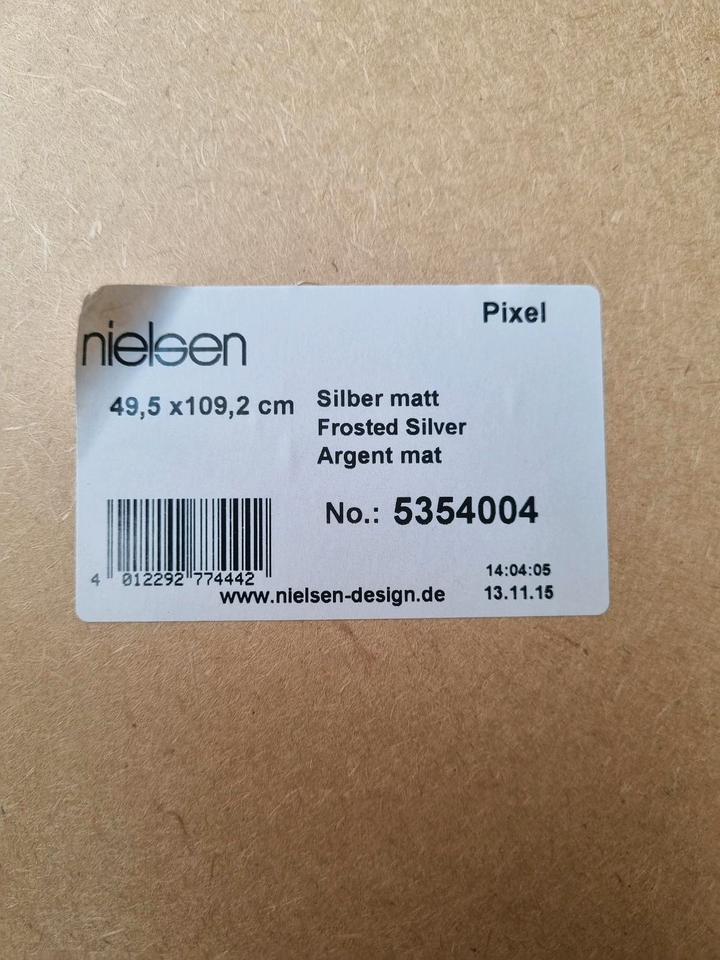 Pixel
nielsen
49,5 x109,2 cm
Silber matt
Frosted Silver
Argent mat
No.: 5354004
4 012292 774442
www.nielsen-design.de
14:04:05
13.11.15